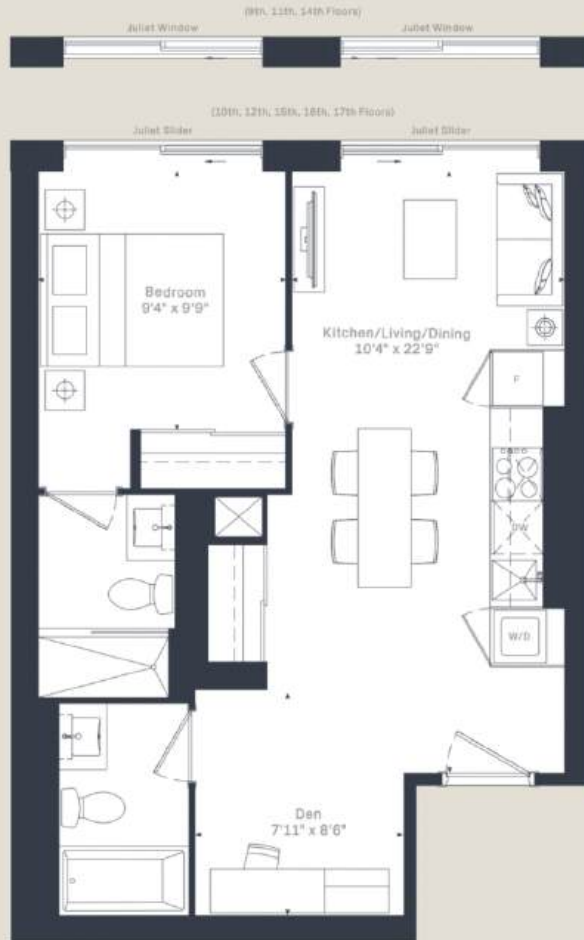 (9th, 11th, 14th Floors)
Juliet Window
Juliet Window
(10th, 12th, 15th, 16th, 17th Floors)
Juliet Slider
Juliet Slider
Bedroom
9'4" x 9'9"
Kitchen/Living/Dining
10'4" x 22'9"
F
DW
W/D
Den
7'11" x 8'6"